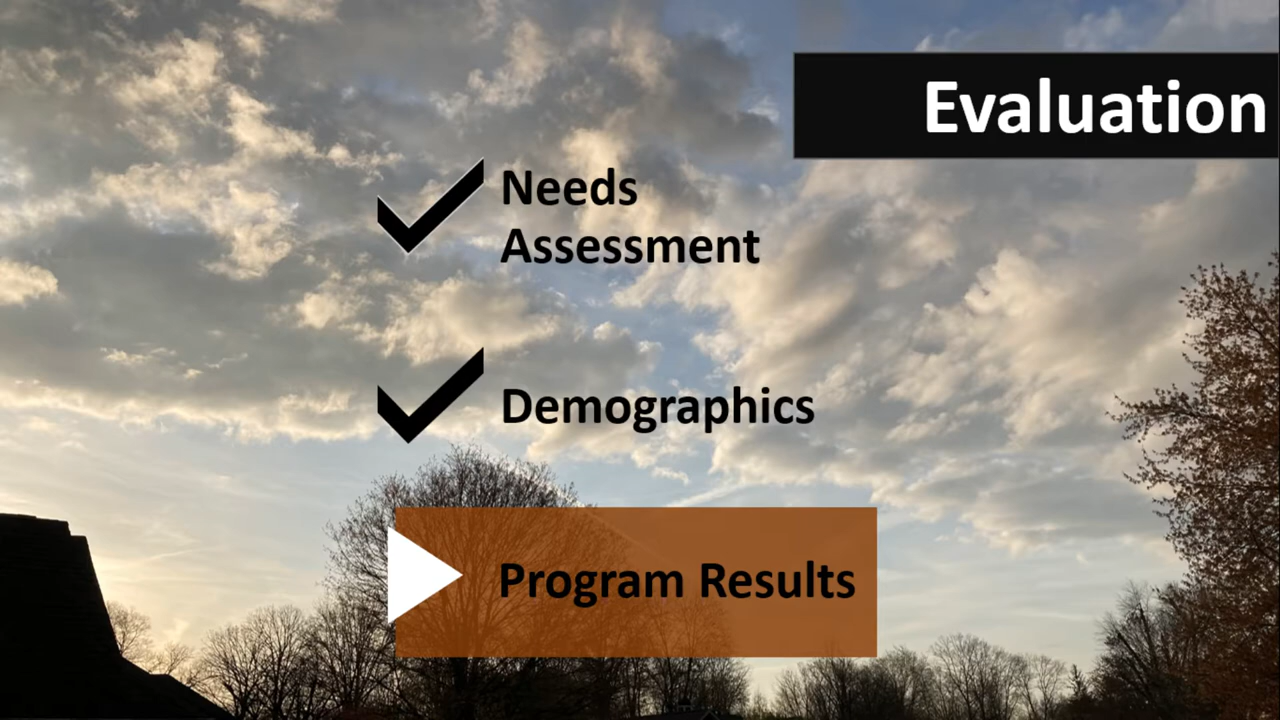 Evaluation
Needs
Assessment
Demographics
Program Results